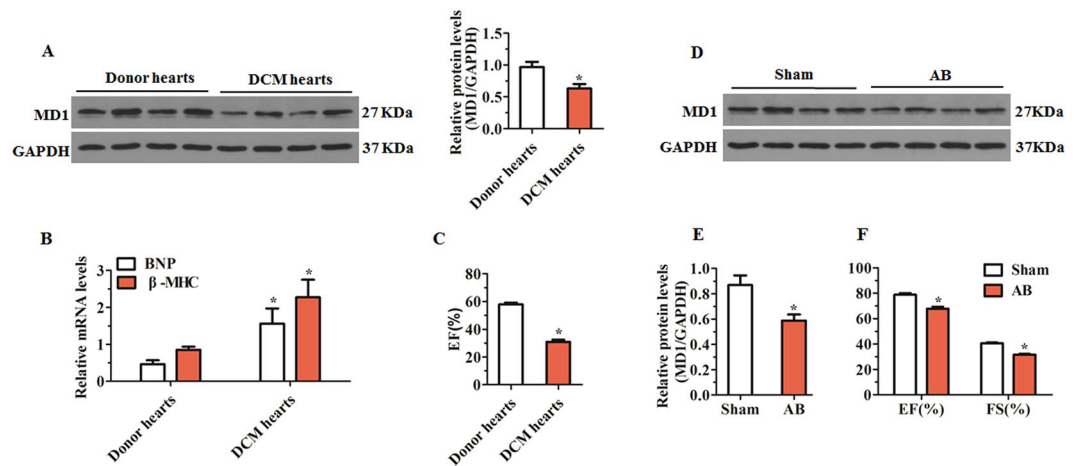 A
Donor hearts
DCM hearts
MD1
27 KDa
GAPDH
37 KDa
Relative protein levels
(MD1/GAPDH)
1.5
1.0
0.5
0.0
*
Donor hearts
DCM hearts
D
Sham
AB
MD1
27KDa
GAPDH
37KDa
B
BNP
β-MHC
Relative mRNA levels
3
2
1
0
*
*
Donor hearts
DCM hearts
C
EF(%)
80
60
40
20
0
*
Donor hearts
DCM hearts
E
Relative protein levels
(MD1/GAPDH)
1.0
0.8
0.6
0.4
0.2
0.0
*
Sham
AB
F
Sham
AB
100
80
60
40
20
0
*
*
EF(%)
FS(%)